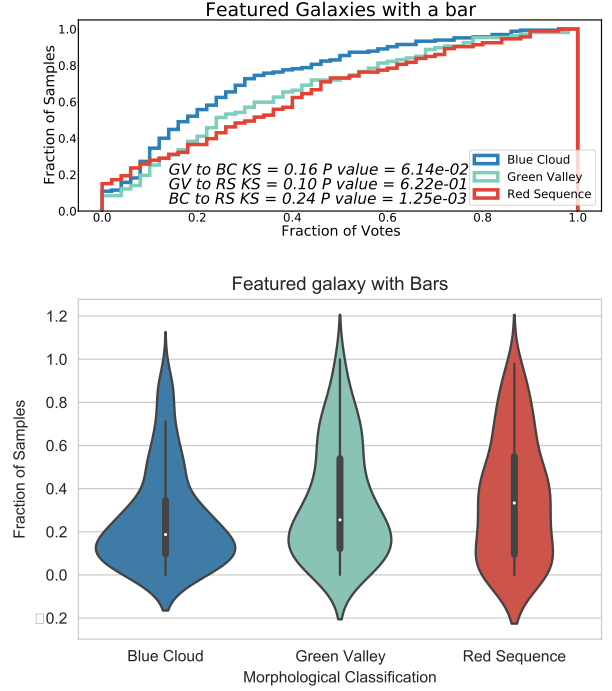 Featured Galaxies with a bar
Fraction of Samples
1.0
0.8
0.6
0.4
0.2
0.0
GV to BC KS = 0.16 P value = 6.14e-02
GV to RS KS = 0.10 P value = 6.22e-01
BC to RS KS = 0.24 P value = 1.25e-03
Blue Cloud
Green Valley
Red Sequence
0.0 0.2 0.4 0.6 0.8 1.0
Fraction of Votes
Featured galaxy with Bars
Fraction of Samples
1.2
1.0
0.8
0.6
0.4
0.2
0.0
□0.2
Blue Cloud Green Valley Red Sequence
Morphological Classification